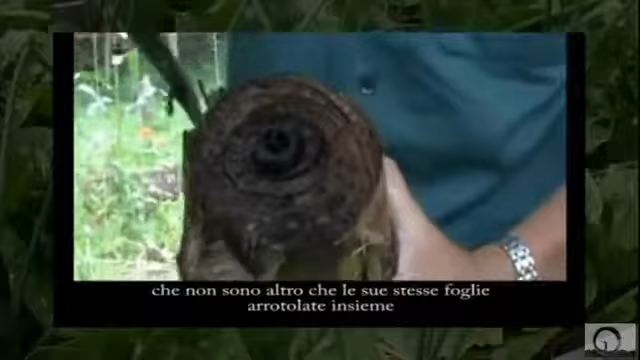 che non sono altro che le sue stesse foglie
arrotolate insieme